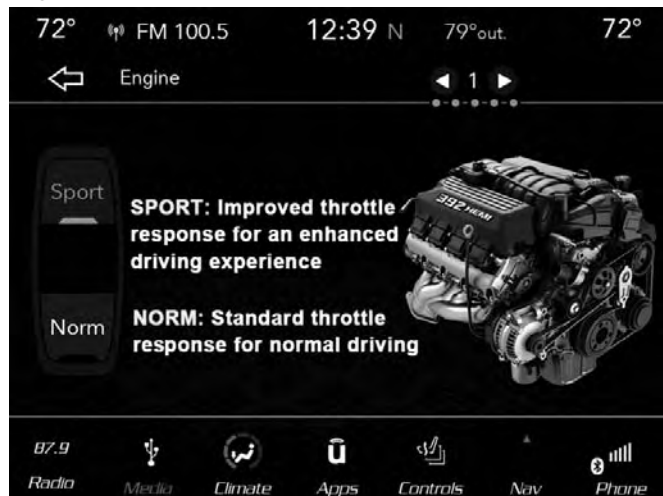 72° FM 100.5 12:39 N 79°out. 72°
Engine 1
Sport
SPORT: Improved throttle
response for an enhanced
driving experience
392 HEMI
Norm
NORM: Standard throttle
response for normal driving
87.9
Radio Media Climate Apps Controls Nav Phone